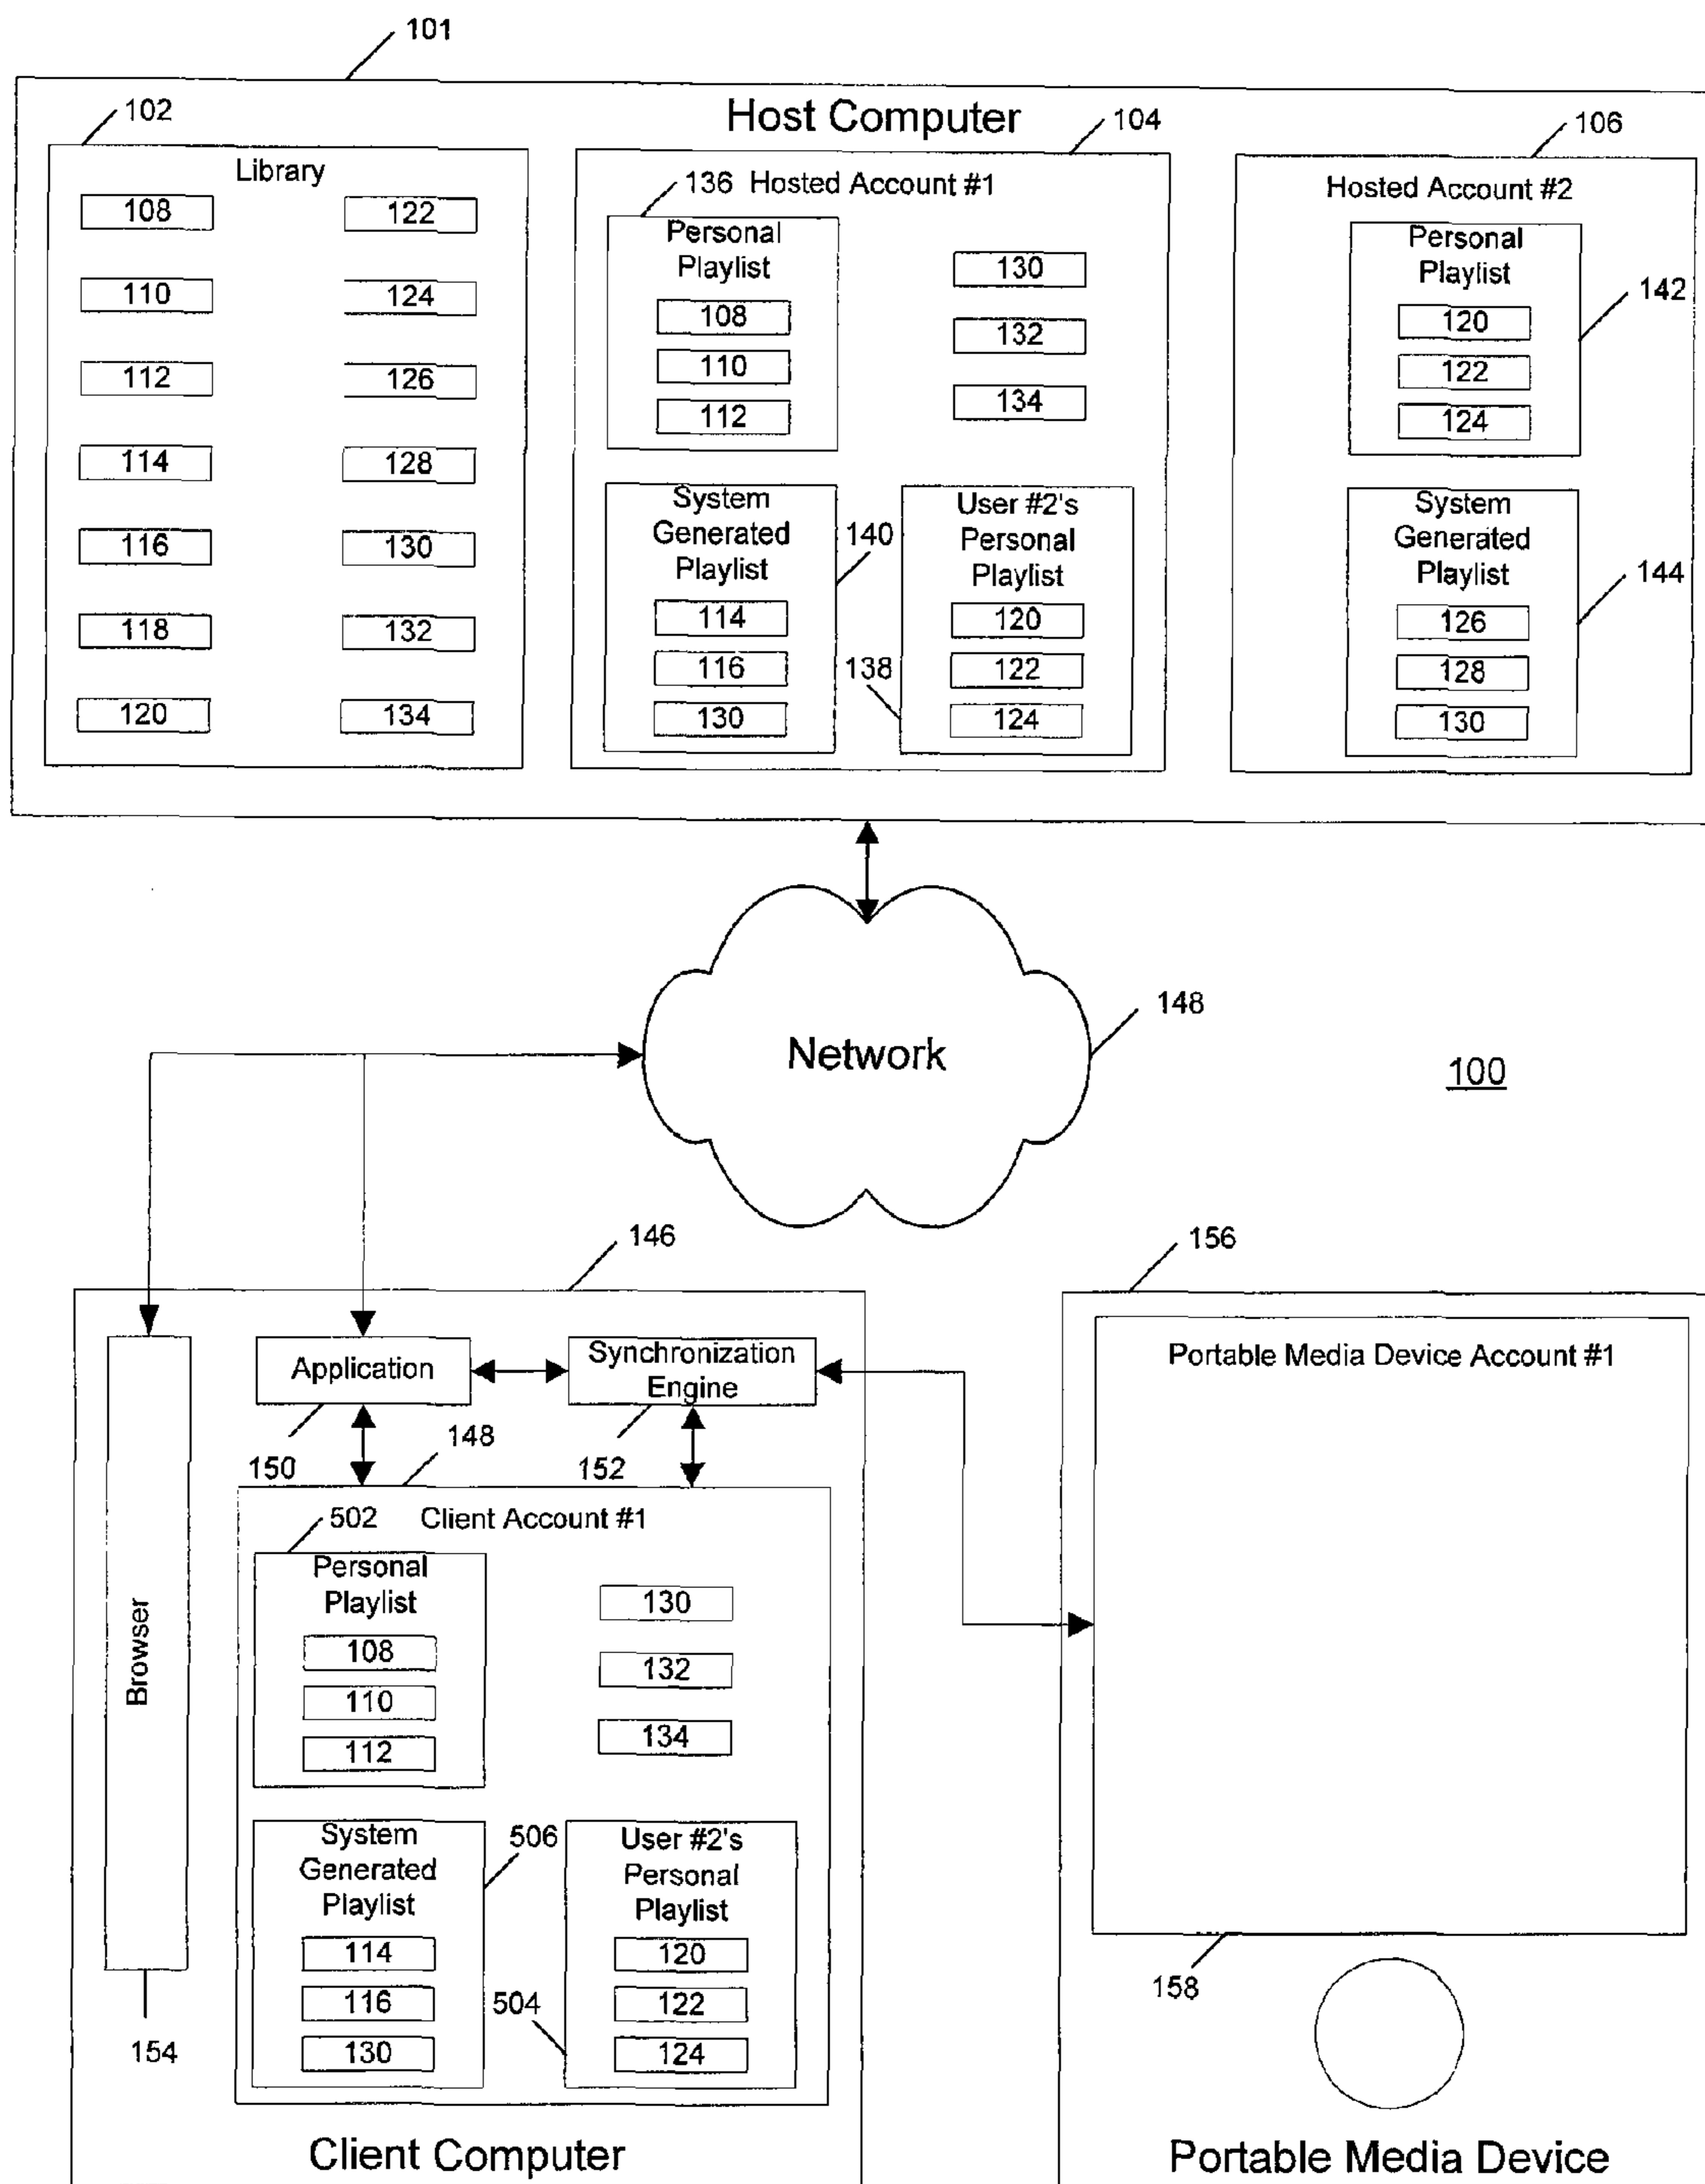 101
Host Computer
102
104
106
Library
108
122
110
124
112
126
114
128
116
130
118
132
120
134
136 Hosted Account #1
Personal
Playlist
108
110
112
130
132
134
System
Generated
Playlist
140
114
116
130
User #2's
Personal
Playlist
138
120
122
124
Hosted Account #2
Personal
Playlist
142
120
122
124
System
Generated
Playlist
144
126
128
130
Network
148
100
146
156
Browser
154
Application
150
Synchronization
Engine
152
148
502
Client Account #1
Personal
Playlist
108
110
112
130
132
134
System
Generated
Playlist
506
114
116
130
User #2's
Personal
Playlist
504
120
122
124
Client Computer
Portable Media Device Account #1
158
Portable Media Device